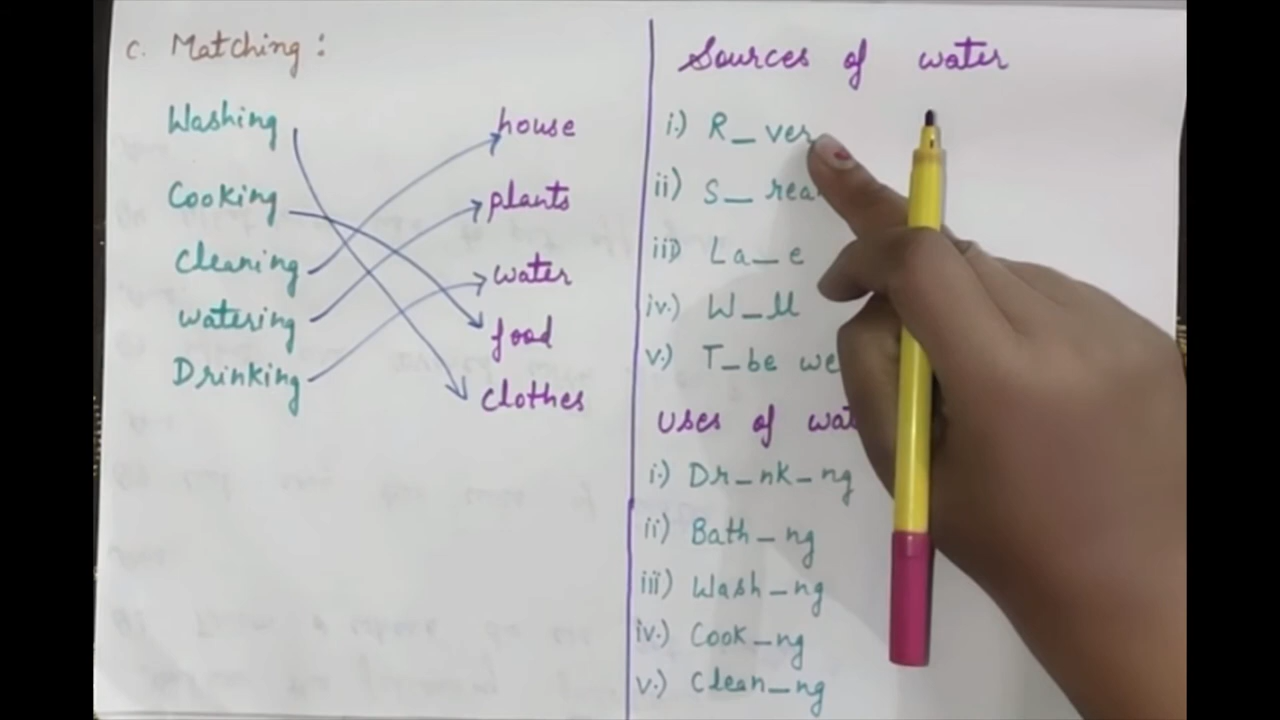 c. Matching :
Washing
Cooking
Cleaning
watering
Drinking
house
plants
water
food
clothes
Sources of water
i.) R_ver
ii) S_rea
iii) La_e
iv.) W_ll
v.) T_be we
Uses of wat
i.) Dr_nk_ng
ii) Bath_ng
iii) Wash_ng
iv.) Cook_ng
v.) Clean_ng